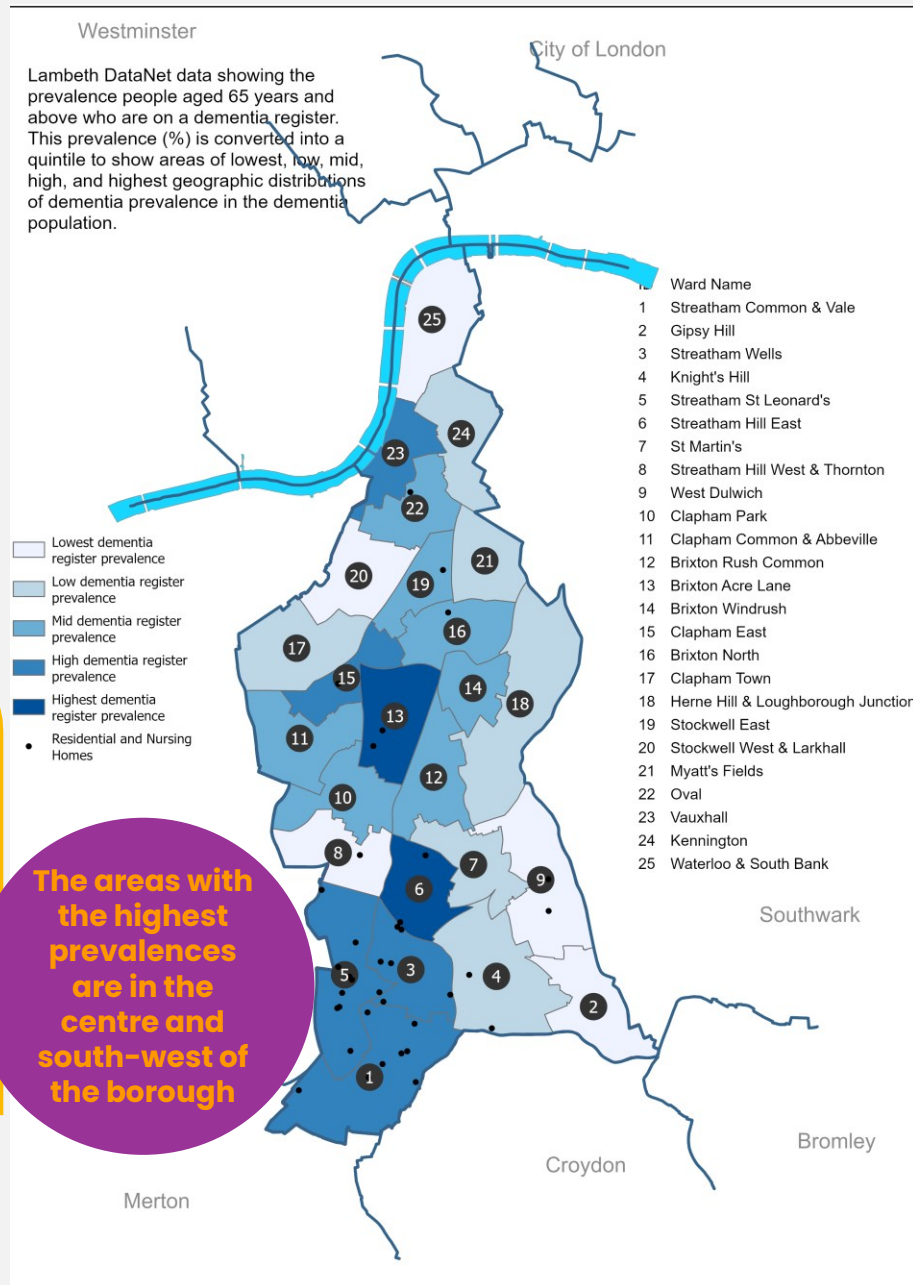 Westminster
City of London
Lambeth DataNet data showing the
prevalence people aged 65 years and
above who are on a dementia register.
This prevalence (%) is converted into a
quintile to show areas of lowest, low, mid,
high, and highest geographic distributions
of dementia prevalence in the dementia
population.
Ward Name
1 Streatham Common & Vale
2 Gipsy Hill
3 Streatham Wells
4 Knight's Hill
5 Streatham St Leonard's
6 Streatham Hill East
7 St Martin's
8 Streatham Hill West & Thornton
9 West Dulwich
10 Clapham Park
11 Clapham Common & Abbeville
12 Brixton Rush Common
13 Brixton Acre Lane
14 Brixton Windrush
15 Clapham East
16 Brixton North
17 Clapham Town
18 Herne Hill & Loughborough Junction
19 Stockwell East
20 Stockwell West & Larkhall
21 Myatt's Fields
22 Oval
23 Vauxhall
24 Kennington
25 Waterloo & South Bank
25
24
23
22
21
20
19
16
17
15
14
18
13
11
12
10
8
7
9
6
3
5
4
2
1
Lowest dementia
register prevalence
Low dementia register
prevalence
Mid dementia register
prevalence
High dementia register
prevalence
Highest dementia
register prevalence
Residential and Nursing
Homes
The areas with
the highest
prevalences
are in the
centre and
south-west of
the borough
Southwark
Bromley
Croydon
Merton